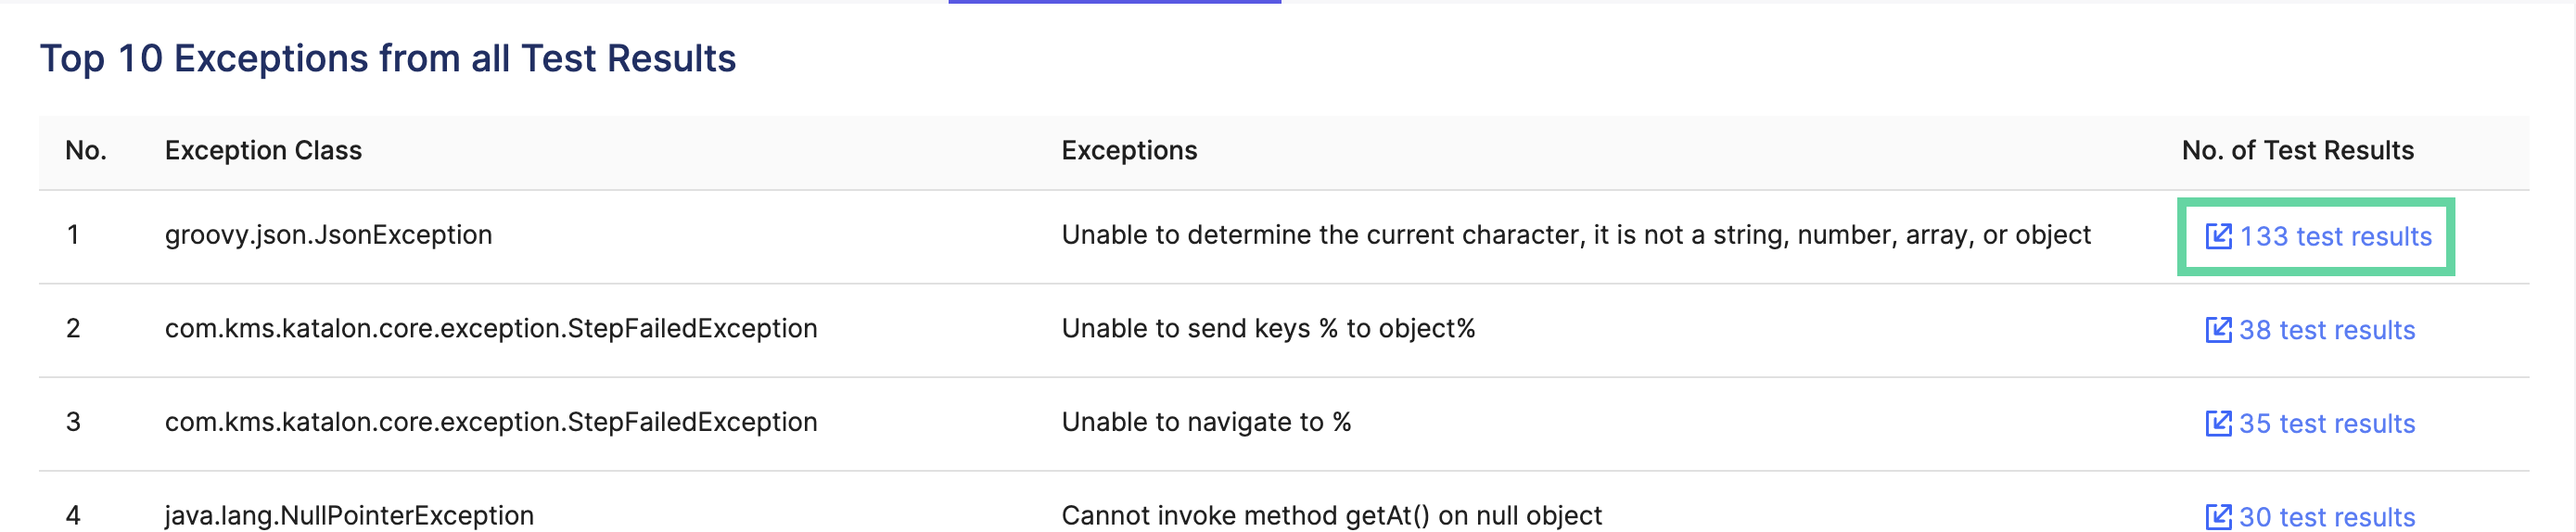 Top 10 Exceptions from all Test Results
No. Exception Class Exceptions No. of Test Results
1 groovy.json.JsonException Unable to determine the current character, it is not a string, number, array, or object 133 test results
2 com.kms.katalon.core.exception.StepFailedException Unable to send keys % to object% 38 test results
3 com.kms.katalon.core.exception.StepFailedException Unable to navigate to % 35 test results
4 java.lang.NullPointerException Cannot invoke method getAt() on null object 30 test results